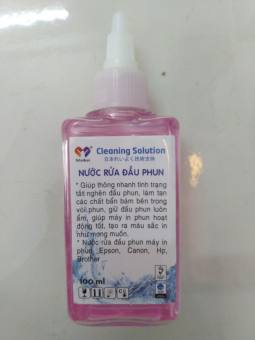 Cleaning Solution
NƯỚC RỬA ĐẦU PHUN
* Giúp thông nhanh tình trạng
tắt nghẽn đầu phun, làm tan
các chất bẩn bám bên trong
vòi phun, giữ đầu phun luôn
ẩm, giúp máy in phun hoạt
động tốt, tạo ra màu sắc in
như mong muốn.
* Nước rửa đầu phun máy in
phun Epson, Canon, Hp,
Brother ...
100 ml